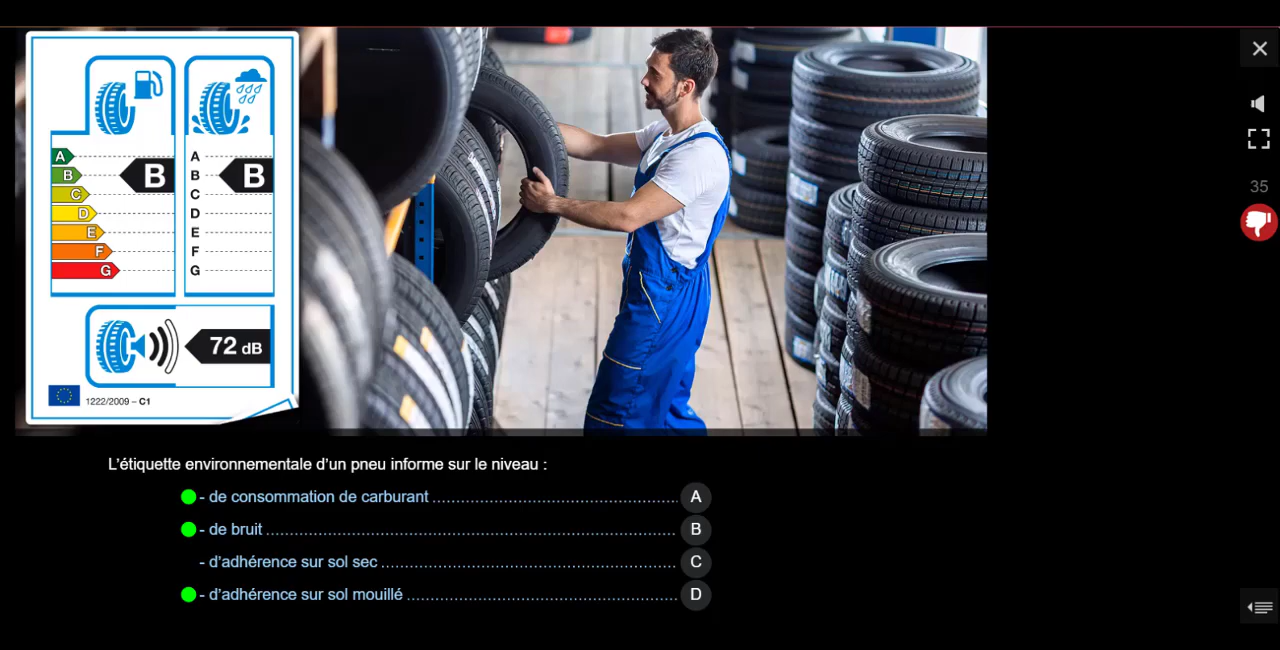 A
B
C
D
E
F
G
B
A
B
C
D
E
F
G
B
72 dB
1222/2009 – C1
35
L'étiquette environnementale d'un pneu informe sur le niveau :
- de consommation de carburant ........................................................ A
- de bruit ............................................................................................ B
- d'adhérence sur sol sec .................................................................. C
- d'adhérence sur sol mouillé ............................................................ D